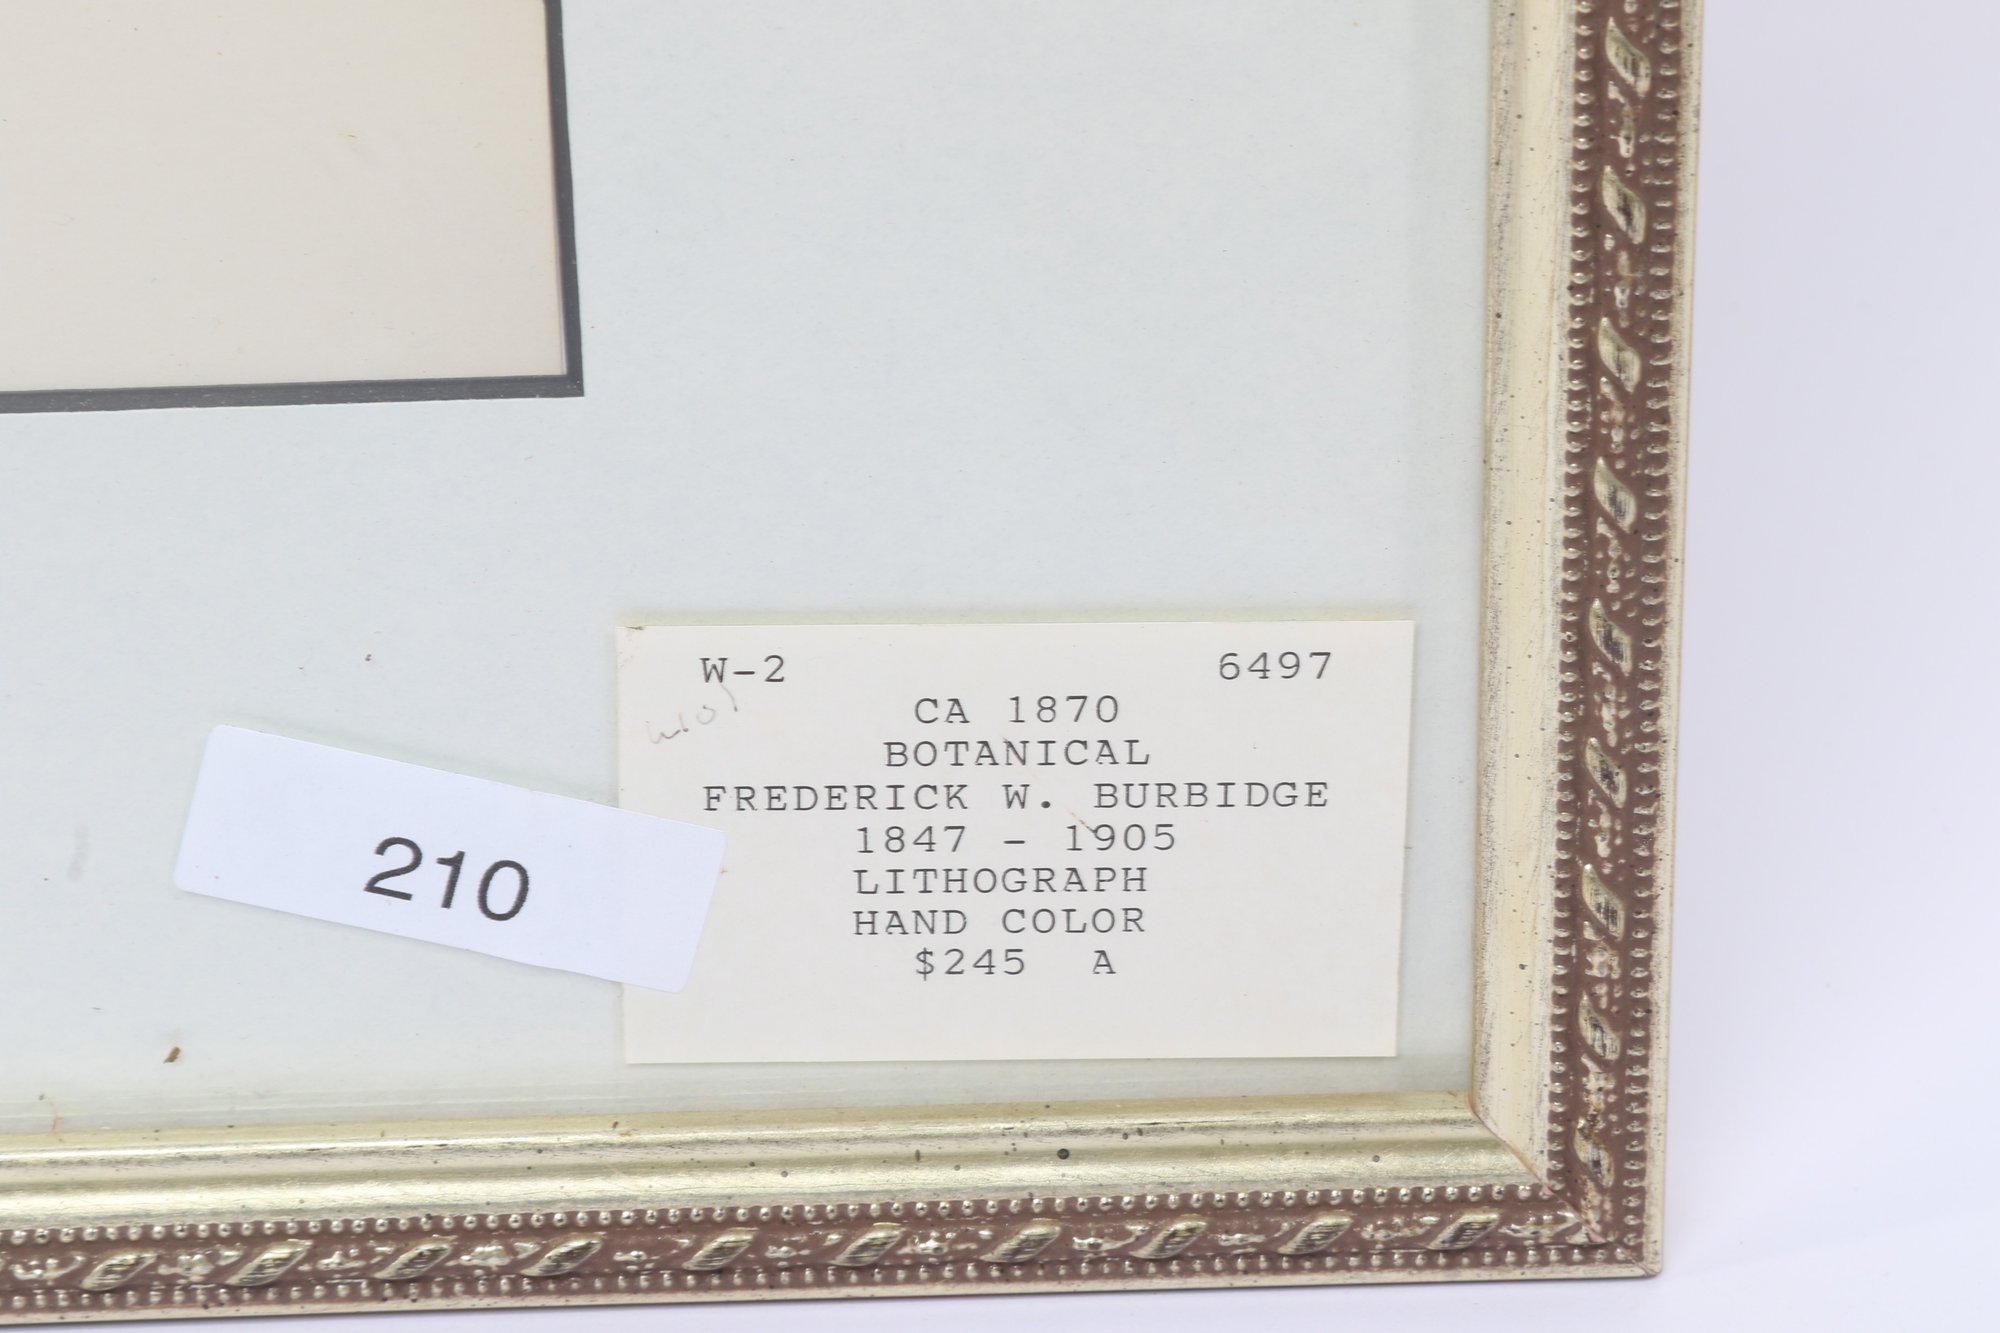 W-2 6497
CA 1870
BOTANICAL
FREDERICK W. BURBIDGE
1847 - 1905
LITHOGRAPH
HAND COLOR
$245 A
210